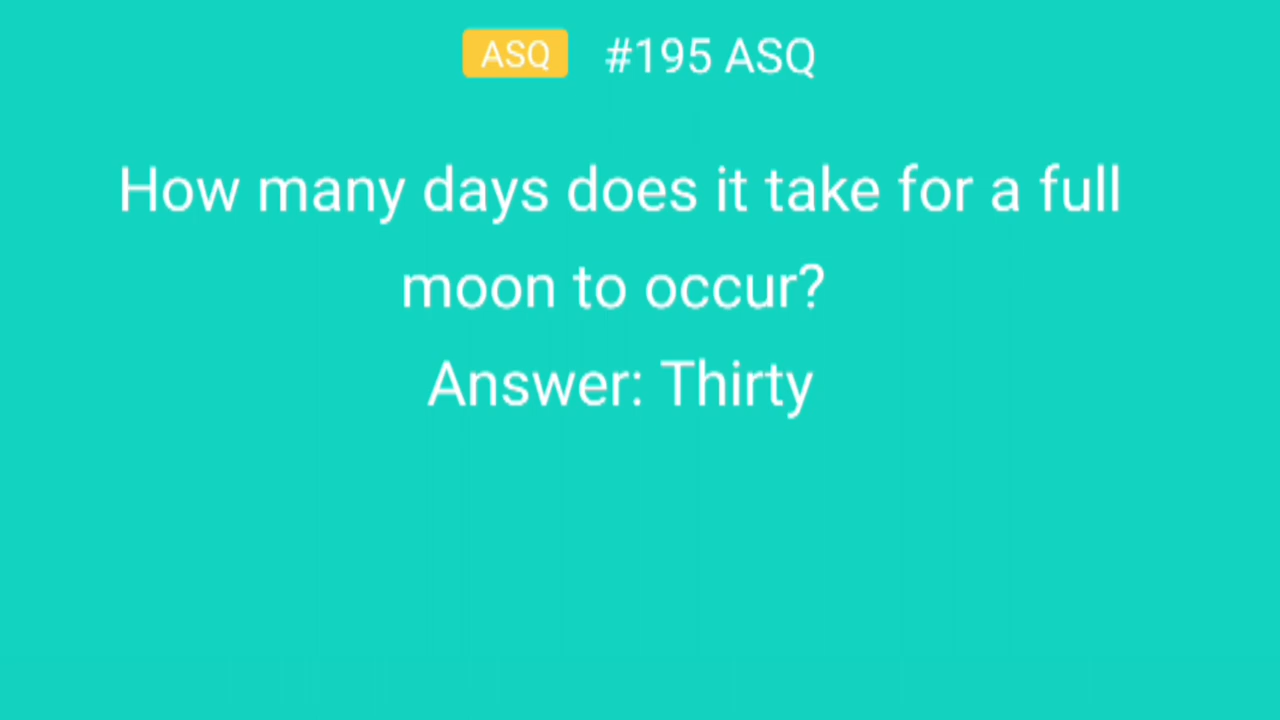 ASQ #195 ASQ
How many days does it take for a full
moon to occur?
Answer: Thirty